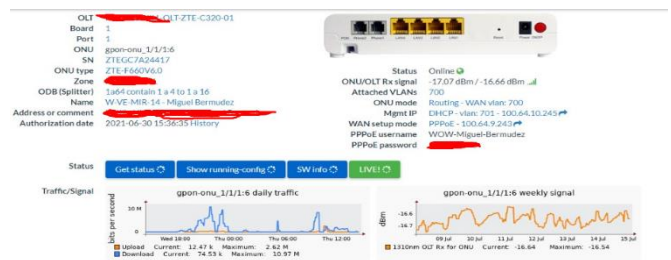 OLT OLT-ZTE-C320-01
Board 1
Port 1
ONU gpon-onu_1/1/1:6
SN ZTEGC7A24417
ONU type ZTE-F660V6.0
Zone
ODB (Splitter) 1a64 contain 1 a 4 to 1 a 16
Name W-VE-MIR-14 - Miguel Bermudez
Address or comment
Authorization date 2021-06-30 15:36:35 History
Status Online
ONU/OLT Rx signal -17.07 dBm / -16.66 dBm
Attached VLANs 700
ONU mode Routing - WAN vlan: 700
Mgmt IP DHCP - vlan: 701 - 100.64.10.245
WAN setup mode PPPoE - 100.64.9.243
PPPoE username WOW-Miguel-Bermudez
PPPoE password
Status Get status Show running-config SW info LIVE!
Traffic/Signal
gpon-onu_1/1/1:6 daily traffic
bits per second
10 M
0
Wed 18:00 Thu 00:00 Thu 06:00 Thu 12:00
Upload Current: 12.47 k Maximum: 2.62 M
Download Current: 74.53 k Maximum: 10.97 M
gpon-onu_1/1/1:6 weekly signal
dBm
-16.6
-16.7
09 Jul 10 Jul 11 Jul 12 Jul 13 Jul 14 Jul 15 Jul
1310nm OLT Rx for ONU Current: -16.64 Maximum: -16.54